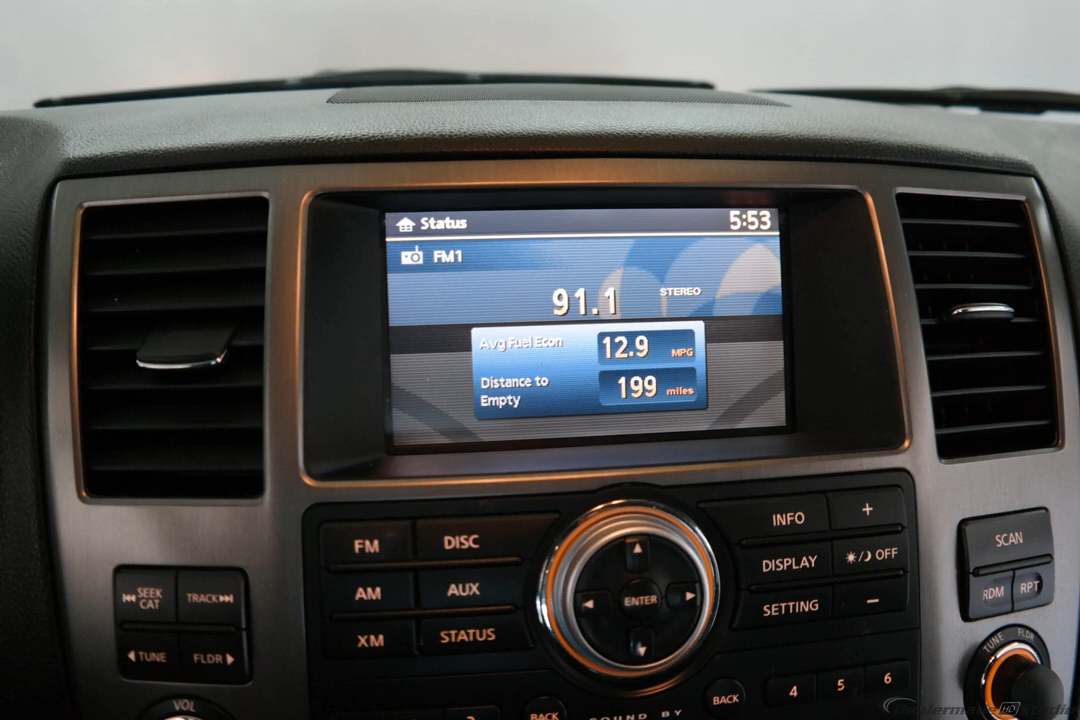 Status 5:53
FM1
91.1 STEREO
Avg Fuel Econ 12.9 MPG
Distance to
Empty 199 miles
FM DISC
AM AUX
XM STATUS
ENTER
INFO +
DISPLAY OFF
SETTING −
SCAN
RDM RPT
SEEK
CAT TRACK
TUNE FLDR
VOL
TUNE FLDR
BACK BACK
4 5 6
SOUND BY
HD